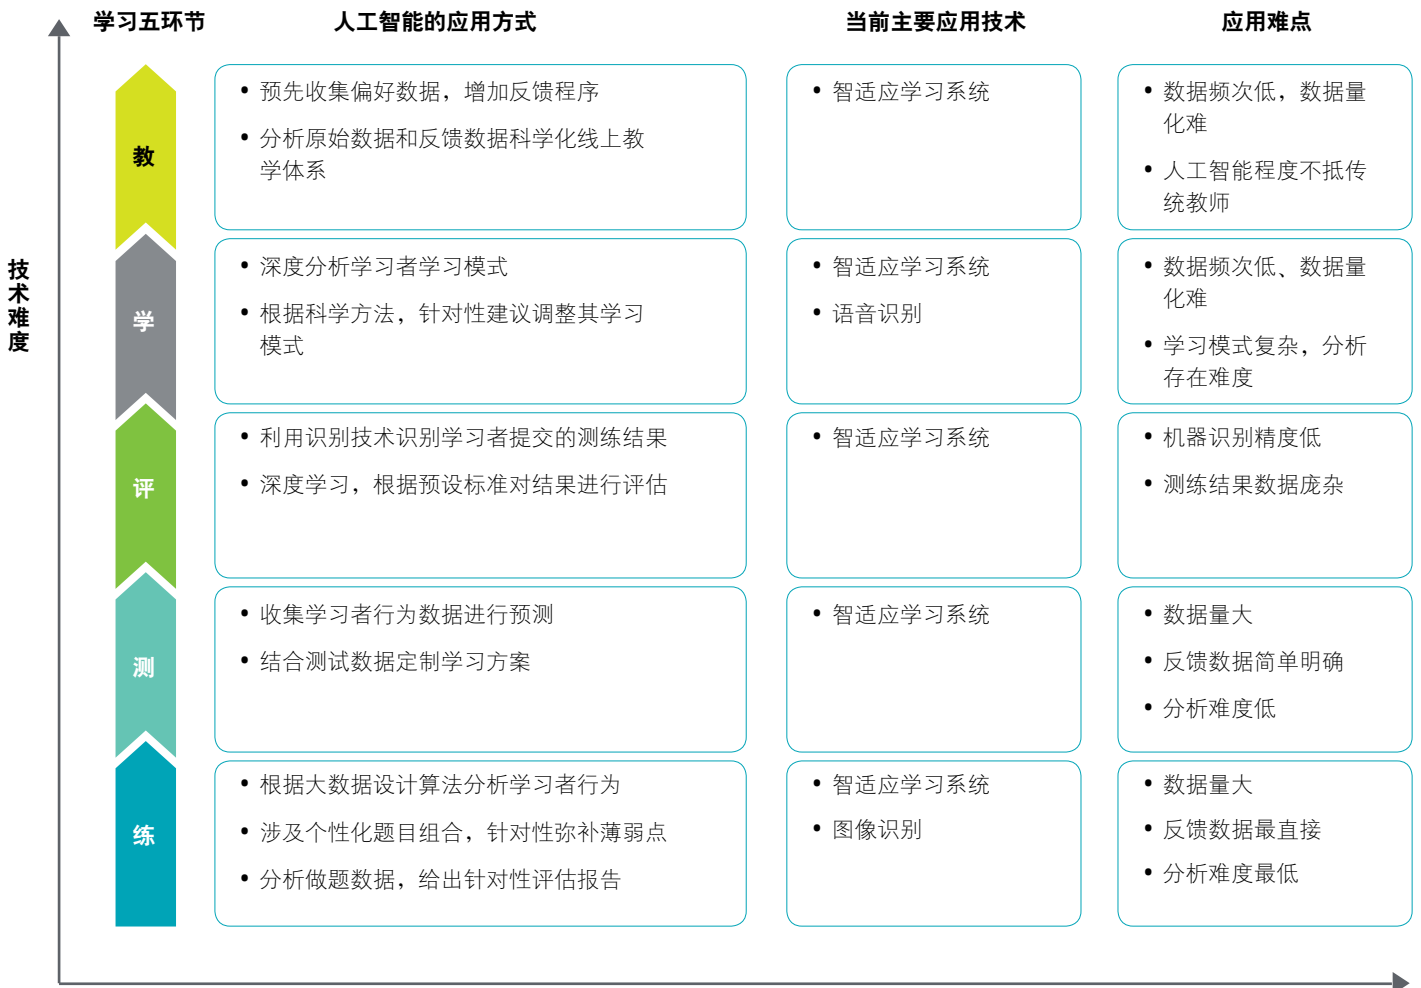 学习五环节
人工智能的应用方式
当前主要应用技术
应用难点
技术难度
教
• 预先收集偏好数据，增加反馈程序
• 分析原始数据和反馈数据科学化线上教
学体系
• 智适应学习系统
• 数据频次低，数据量
化难
• 人工智能程度不抵传
统教师
学
• 深度分析学习者学习模式
• 根据科学方法，针对性建议调整其学习
模式
• 智适应学习系统
• 语音识别
• 数据频次低、数据量
化难
• 学习模式复杂，分析
存在难度
评
• 利用识别技术识别学习者提交的测练结果
• 深度学习，根据预设标准对结果进行评估
• 智适应学习系统
• 机器识别精度低
• 测练结果数据庞杂
测
• 收集学习者行为数据进行预测
• 结合测试数据定制学习方案
• 智适应学习系统
• 数据量大
• 反馈数据简单明确
• 分析难度低
练
• 根据大数据设计算法分析学习者行为
• 涉及个性化题目组合，针对性弥补薄弱点
• 分析做题数据，给出针对性评估报告
• 智适应学习系统
• 图像识别
• 数据量大
• 反馈数据最直接
• 分析难度最低